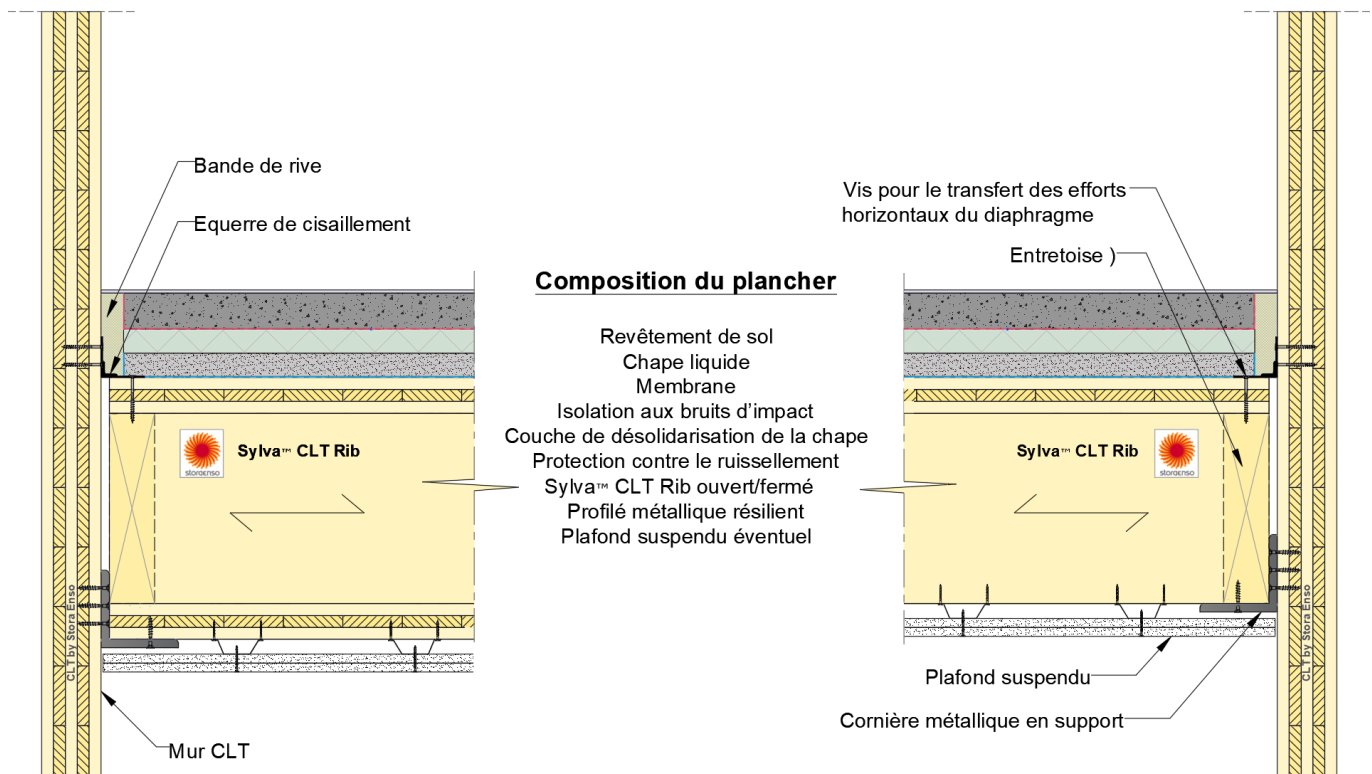 Bande de rive
Equerre de cisaillement
Vis pour le transfert des efforts
horizontaux du diaphragme
Entretoise )
Composition du plancher
Revêtement de sol
Chape liquide
Membrane
Isolation aux bruits d'impact
Couche de désolidarisation de la chape
Protection contre le ruissellement
Sylva™ CLT Rib ouvert/fermé
Profilé métallique résilient
Plafond suspendu éventuel
storaenso
Sylva™ CLT Rib
Sylva™ CLT Rib
storaenso
CLT by Stora Enso
CLT by Stora Enso
Plafond suspendu
Cornière métallique en support
Mur CLT